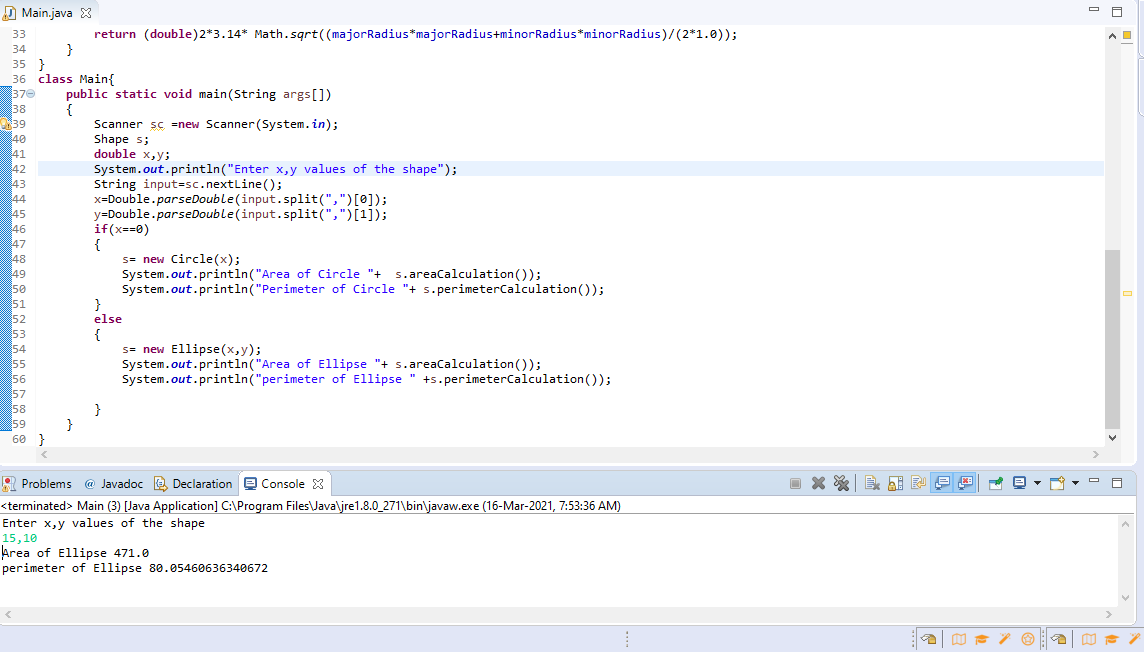 Main.java
33 return (double)2*3.14* Math.sqrt((majorRadius*majorRadius+minorRadius*minorRadius)/(2*1.0));
34 }
35 }
36 class Main{
37 public static void main(String args[])
38 {
39 Scanner sc =new Scanner(System.in);
40 Shape s;
41 double x,y;
42 System.out.println("Enter x,y values of the shape");
43 String input=sc.nextLine();
44 x=Double.parseDouble(input.split(",")[0]);
45 y=Double.parseDouble(input.split(",")[1]);
46 if(x==0)
47 {
48 s= new Circle(x);
49 System.out.println("Area of Circle "+  s.areaCalculation());
50 System.out.println("Perimeter of Circle "+ s.perimeterCalculation());
51 }
52 else
53 {
54 s= new Ellipse(x,y);
55 System.out.println("Area of Ellipse "+ s.areaCalculation());
56 System.out.println("perimeter of Ellipse " +s.perimeterCalculation());
57
58 }
59 }
60 }
Problems @ Javadoc Declaration Console
<terminated> Main (3) [Java Application] C:\Program Files\Java\jre1.8.0_271\bin\javaw.exe (16-Mar-2021, 7:53:36 AM)
Enter x,y values of the shape
15,10
Area of Ellipse 471.0
perimeter of Ellipse 80.05460636340672